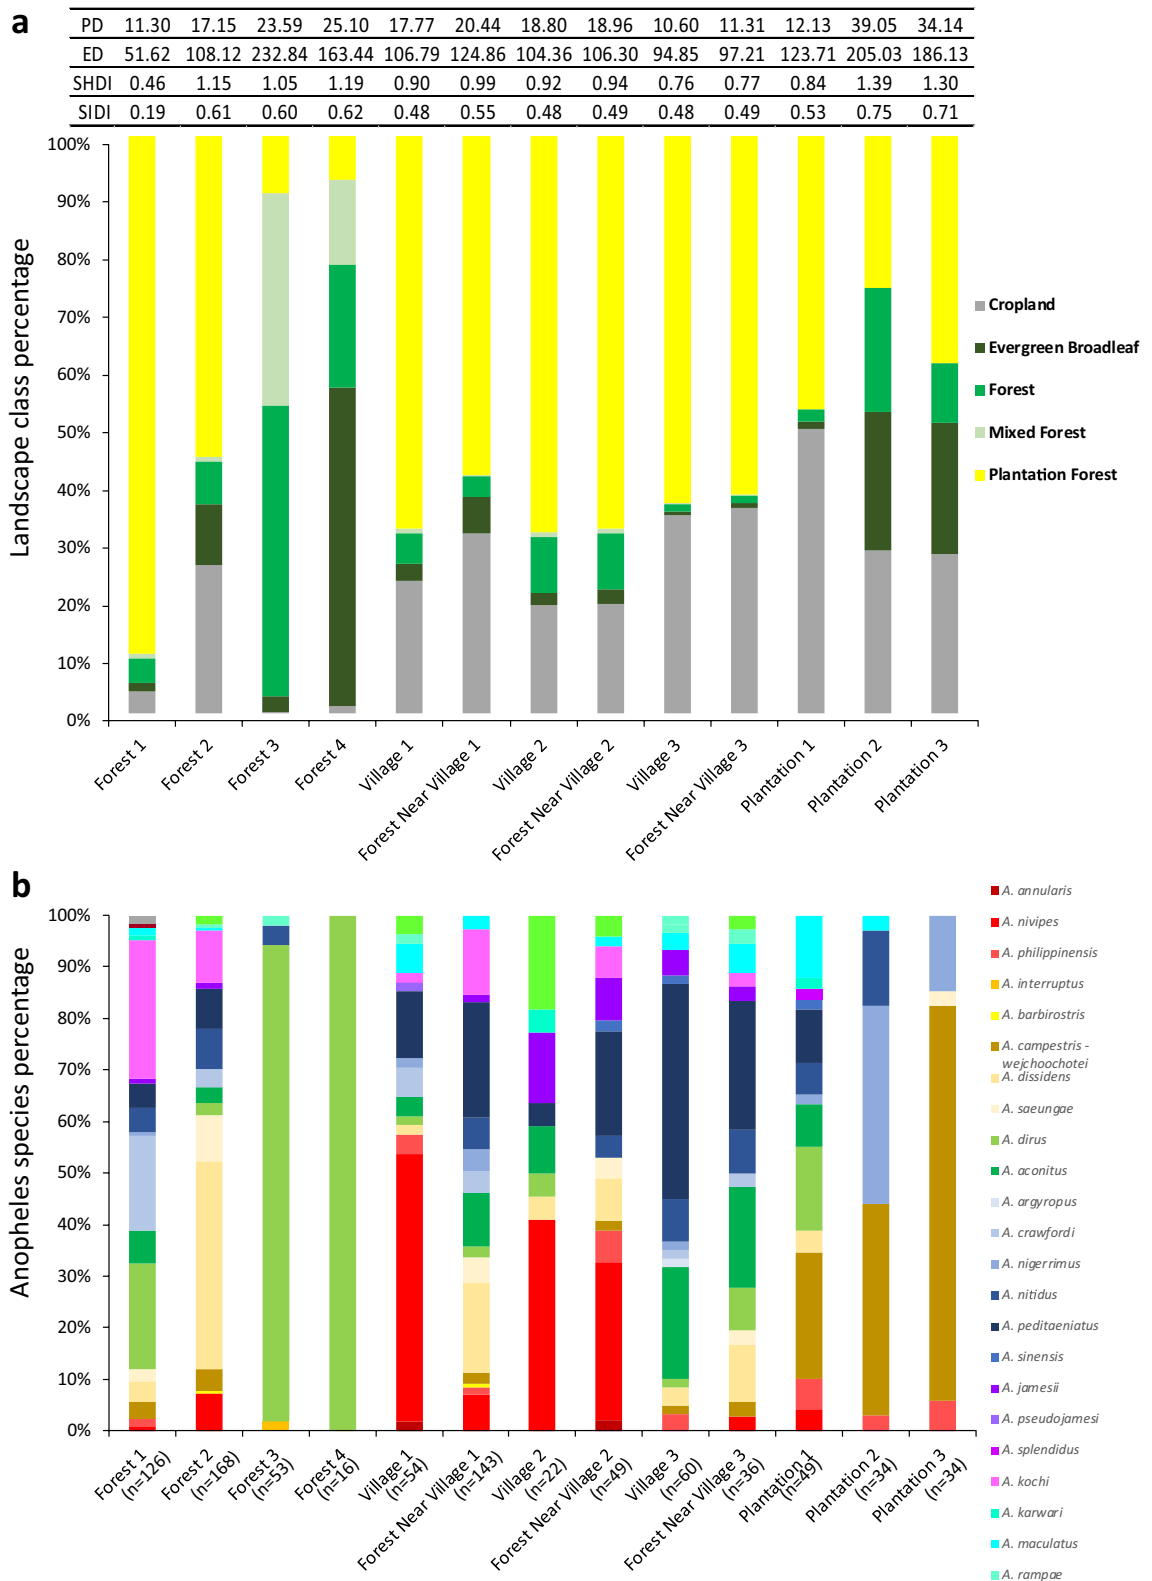 a
PD 11.30 17.15 23.59 25.10 17.77 20.44 18.80 18.96 10.60 11.31 12.13 39.05 34.14
ED 51.62 108.12 232.84 163.44 106.79 124.86 104.36 106.30 94.85 97.21 123.71 205.03 186.13
SHDI 0.46 1.15 1.05 1.19 0.90 0.99 0.92 0.94 0.76 0.77 0.84 1.39 1.30
SIDI 0.19 0.61 0.60 0.62 0.48 0.55 0.48 0.49 0.48 0.49 0.53 0.75 0.71
Landscape class percentage
100%
90%
80%
70%
60%
50%
40%
30%
20%
10%
0%
Forest 1
Forest 2
Forest 3
Forest 4
Village 1
Forest Near Village 1
Village 2
Forest Near Village 2
Village 3
Forest Near Village 3
Plantation 1
Plantation 2
Plantation 3
Cropland
Evergreen Broadleaf
Forest
Mixed Forest
Plantation Forest
b
Anopheles species percentage
100%
90%
80%
70%
60%
50%
40%
30%
20%
10%
0%
Forest 1
(n=126)
Forest 2
(n=168)
Forest 3
(n=53)
Forest 4
(n=16)
Village 1
(n=54)
Forest Near Village 1
(n=143)
Village 2
(n=22)
Forest Near Village 2
(n=49)
Village 3
(n=60)
Forest Near Village 3
(n=36)
Plantation 1
(n=49)
Plantation 2
(n=34)
Plantation 3
(n=34)
A. annularis
A. nivipes
A. philippinensis
A. interruptus
A. barbirostris
A. campestris -
wejchoochotei
A. dissidens
A. saeungae
A. dirus
A. aconitus
A. argyropus
A. crawfordi
A. nigerrimus
A. nitidus
A. peditaeniatus
A. sinensis
A. jamesii
A. pseudojamesi
A. splendidus
A. kochi
A. karwari
A. maculatus
A. rampae